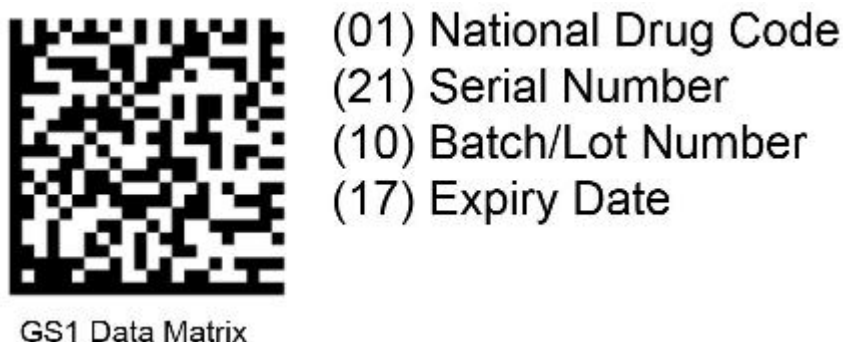 (01) National Drug Code
(21) Serial Number
(10) Batch/Lot Number
(17) Expiry Date
GS1 Data Matrix